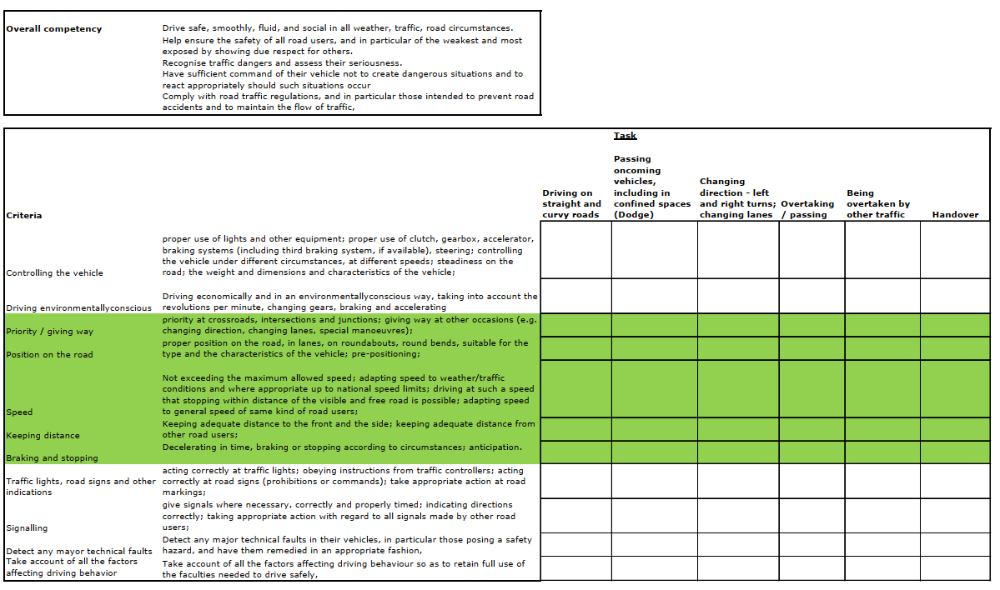 Overall competency
Drive safe, smoothly, fluid, and social in all weather, traffic, road circumstances.
Help ensure the safety of all road users, and in particular of the weakest and most
exposed by showing due respect for others.
Recognise traffic dangers and assess their seriousness.
Have sufficient command of their vehicle not to create dangerous situations and to
react appropriately should such situations occur
Comply with road traffic regulations, and in particular those intended to prevent road
accidents and to maintain the flow of traffic,
Criteria
Task
Driving on
straight and
curvy roads
Passing
oncoming
vehicles,
including in
confined spaces
(Dodge)
Changing
direction - left
and right turns;
changing lanes
Overtaking
/ passing
Being
overtaken by
other traffic
Handover
Controlling the vehicle
proper use of lights and other equipment; proper use of clutch, gearbox, accelerator,
braking systems (including third braking system, if available), steering; controlling
the vehicle under different circumstances, at different speeds; steadiness on the
road; the weight and dimensions and characteristics of the vehicle;
Driving environmentallyconscious
Driving economically and in an environmentallyconscious way, taking into account the
revolutions per minute, changing gears, braking and accelerating
Priority / giving way
priority at crossroads, intersections and junctions; giving way at other occasions (e.g.
changing direction, changing lanes, special manoeuvres);
Position on the road
proper position on the road, in lanes, on roundabouts, round bends, suitable for the
type and the characteristics of the vehicle; pre-positioning;
Speed
Not exceeding the maximum allowed speed; adapting speed to weather/traffic
conditions and where appropriate up to national speed limits; driving at such a speed
that stopping within distance of the visible and free road is possible; adapting speed
to general speed of same kind of road users;
Keeping distance
Keeping adequate distance to the front and the side; keeping adequate distance from
other road users;
Braking and stopping
Decelerating in time, braking or stopping according to circumstances; anticipation.
Traffic lights, road signs and other
indications
acting correctly at traffic lights; obeying instructions from traffic controllers; acting
correctly at road signs (prohibitions or commands); take appropriate action at road
markings;
Signalling
give signals where necessary, correctly and properly timed; indicating directions
correctly; taking appropriate action with regard to all signals made by other road
users;
Detect any mayor technical faults
Detect any major technical faults in their vehicles, in particular those posing a safety
hazard, and have them remedied in an appropriate fashion,
Take account of all the factors
affecting driving behavior
Take account of all the factors affecting driving behaviour so as to retain full use of
the faculties needed to drive safely,